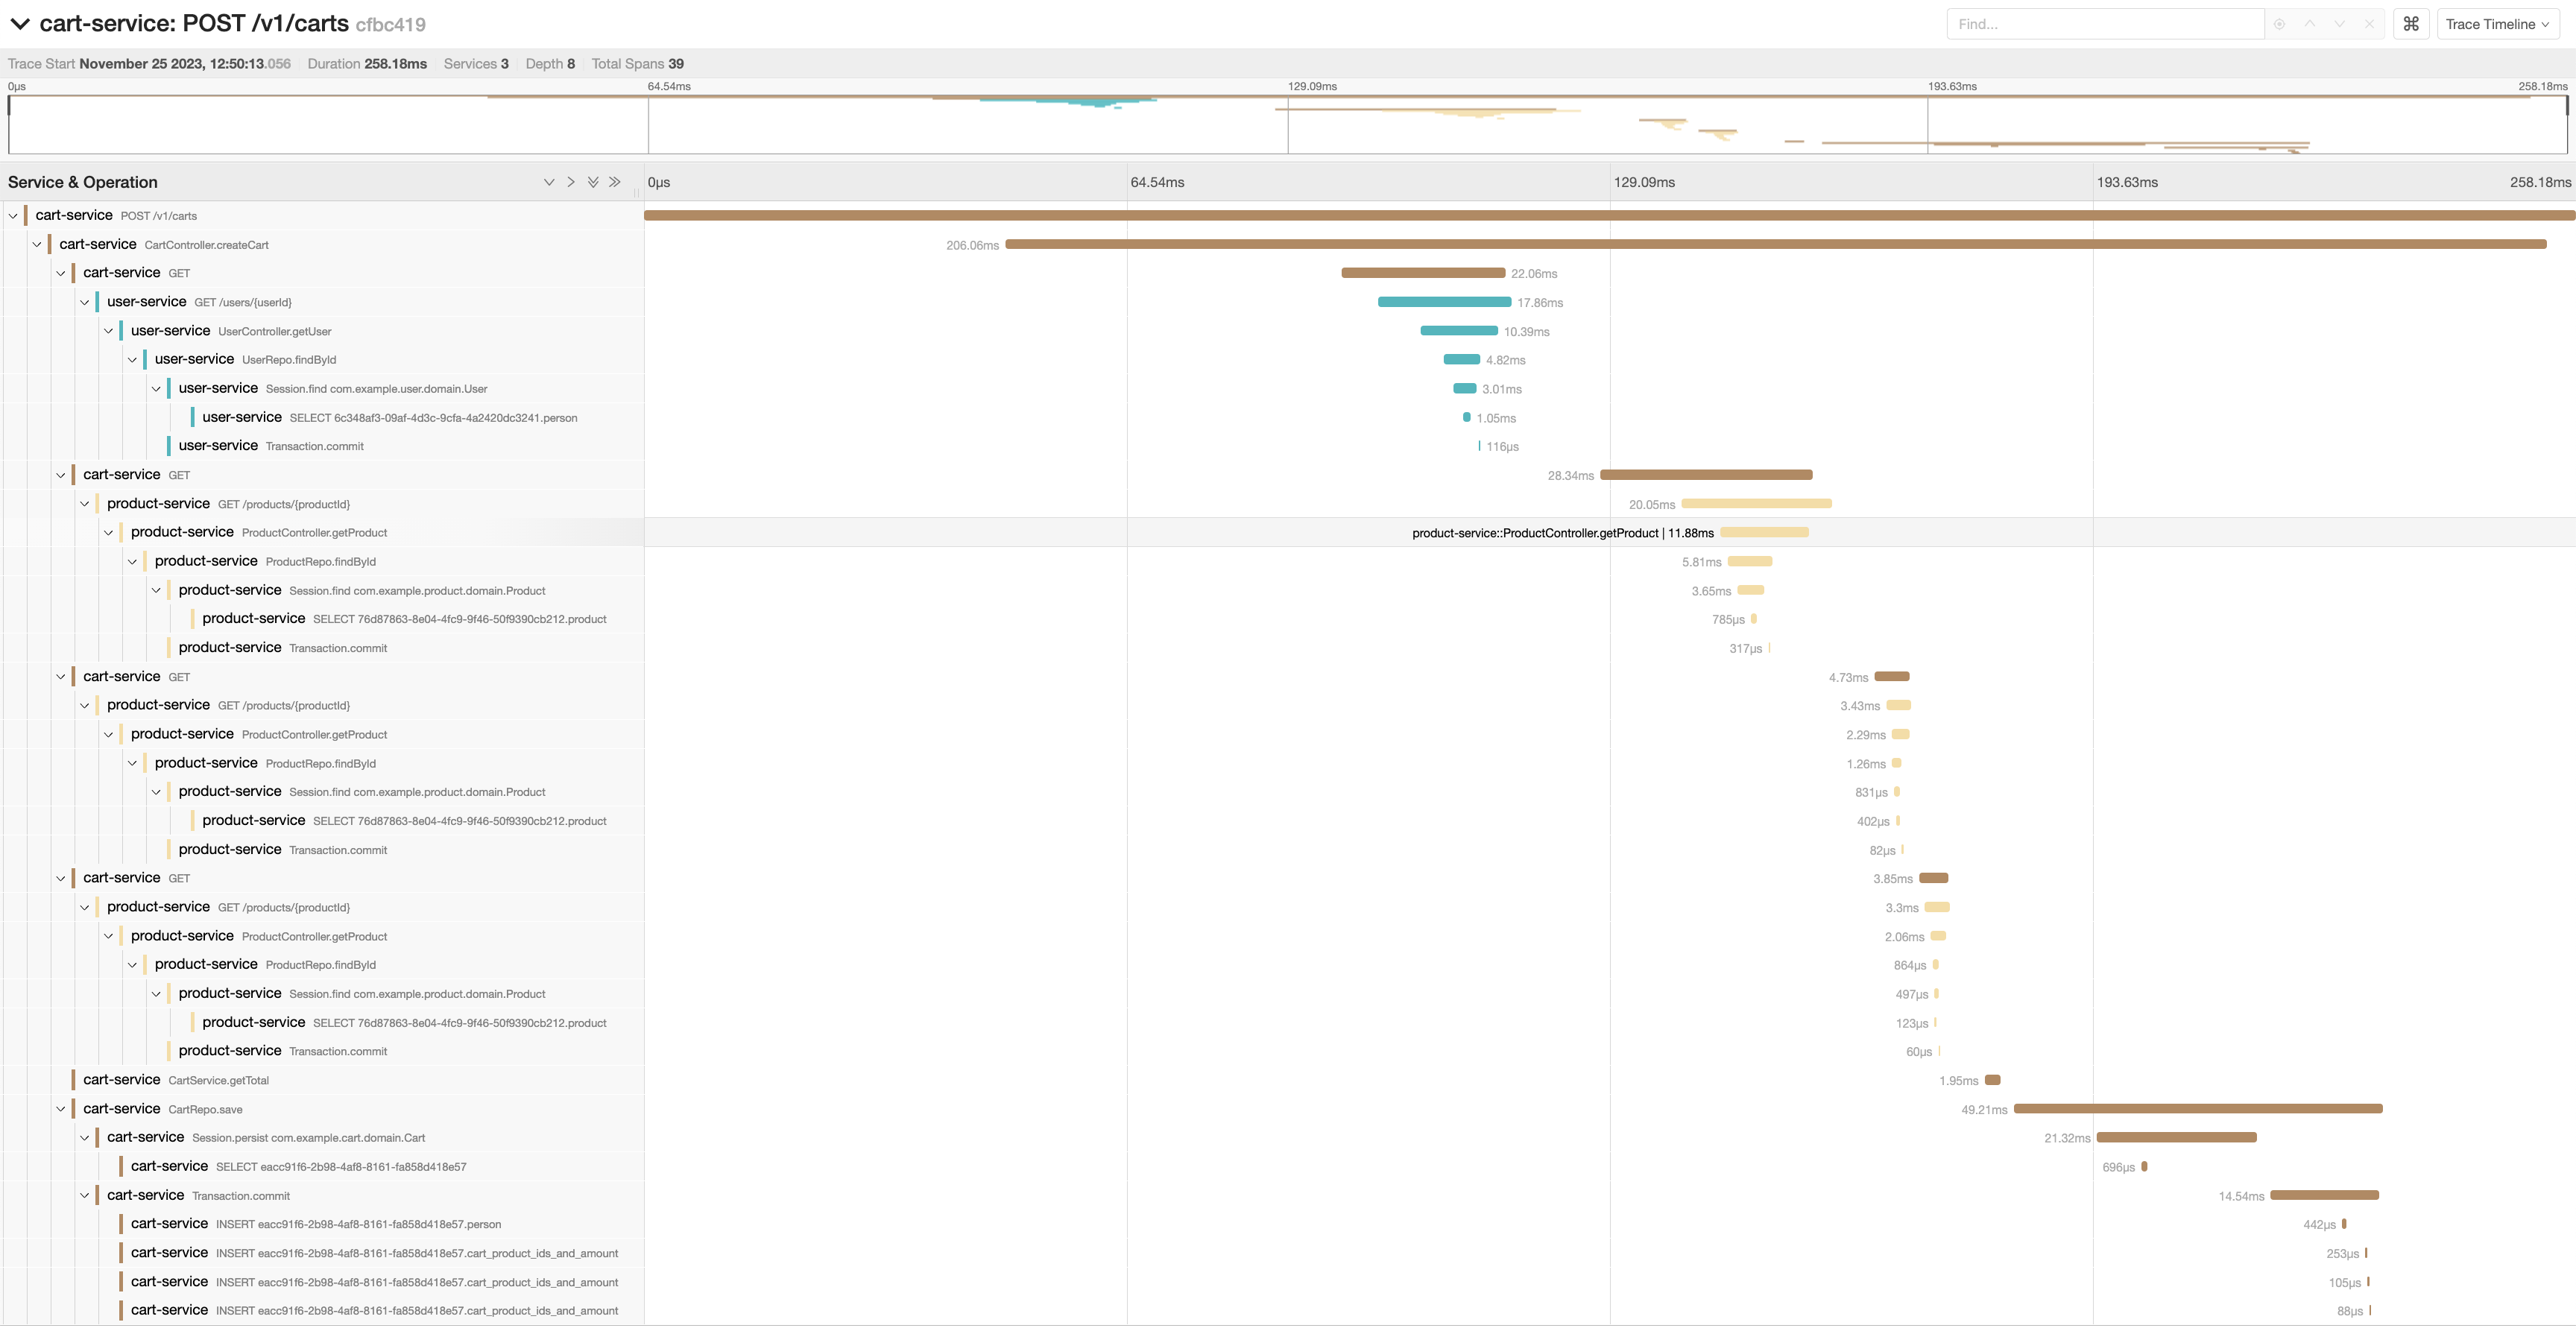 cart-service: POST /v1/carts cfbc419
Find...
⌘
Trace Timeline
Trace Start November 25 2023, 12:50:13.056 Duration 258.18ms Services 3 Depth 8 Total Spans 39
0μs 64.54ms 129.09ms 193.63ms 258.18ms
Service & Operation 0μs 64.54ms 129.09ms 193.63ms 258.18ms
cart-service POST /v1/carts
cart-service CartController.createCart 206.06ms
cart-service GET 22.06ms
user-service GET /users/{userId} 17.86ms
user-service UserController.getUser 10.39ms
user-service UserRepo.findById 4.82ms
user-service Session.find com.example.user.domain.User 3.01ms
user-service SELECT 6c348af3-09af-4d3c-9cfa-4a2420dc3241.person 1.05ms
user-service Transaction.commit 116μs
cart-service GET 28.34ms
product-service GET /products/{productId} 20.05ms
product-service ProductController.getProduct product-service::ProductController.getProduct | 11.88ms
product-service ProductRepo.findById 5.81ms
product-service Session.find com.example.product.domain.Product 3.65ms
product-service SELECT 76d87863-8e04-4fc9-9f46-50f9390cb212.product 785μs
product-service Transaction.commit 317μs
cart-service GET 4.73ms
product-service GET /products/{productId} 3.43ms
product-service ProductController.getProduct 2.29ms
product-service ProductRepo.findById 1.26ms
product-service Session.find com.example.product.domain.Product 831μs
product-service SELECT 76d87863-8e04-4fc9-9f46-50f9390cb212.product 402μs
product-service Transaction.commit 82μs
cart-service GET 3.85ms
product-service GET /products/{productId} 3.3ms
product-service ProductController.getProduct 2.06ms
product-service ProductRepo.findById 864μs
product-service Session.find com.example.product.domain.Product 497μs
product-service SELECT 76d87863-8e04-4fc9-9f46-50f9390cb212.product 123μs
product-service Transaction.commit 60μs
cart-service CartService.getTotal 1.95ms
cart-service CartRepo.save 49.21ms
cart-service Session.persist com.example.cart.domain.Cart 21.32ms
cart-service SELECT eacc91f6-2b98-4af8-8161-fa858d418e57 696μs
cart-service Transaction.commit 14.54ms
cart-service INSERT eacc91f6-2b98-4af8-8161-fa858d418e57.person 442μs
cart-service INSERT eacc91f6-2b98-4af8-8161-fa858d418e57.cart_product_ids_and_amount 253μs
cart-service INSERT eacc91f6-2b98-4af8-8161-fa858d418e57.cart_product_ids_and_amount 105μs
cart-service INSERT eacc91f6-2b98-4af8-8161-fa858d418e57.cart_product_ids_and_amount 88μs